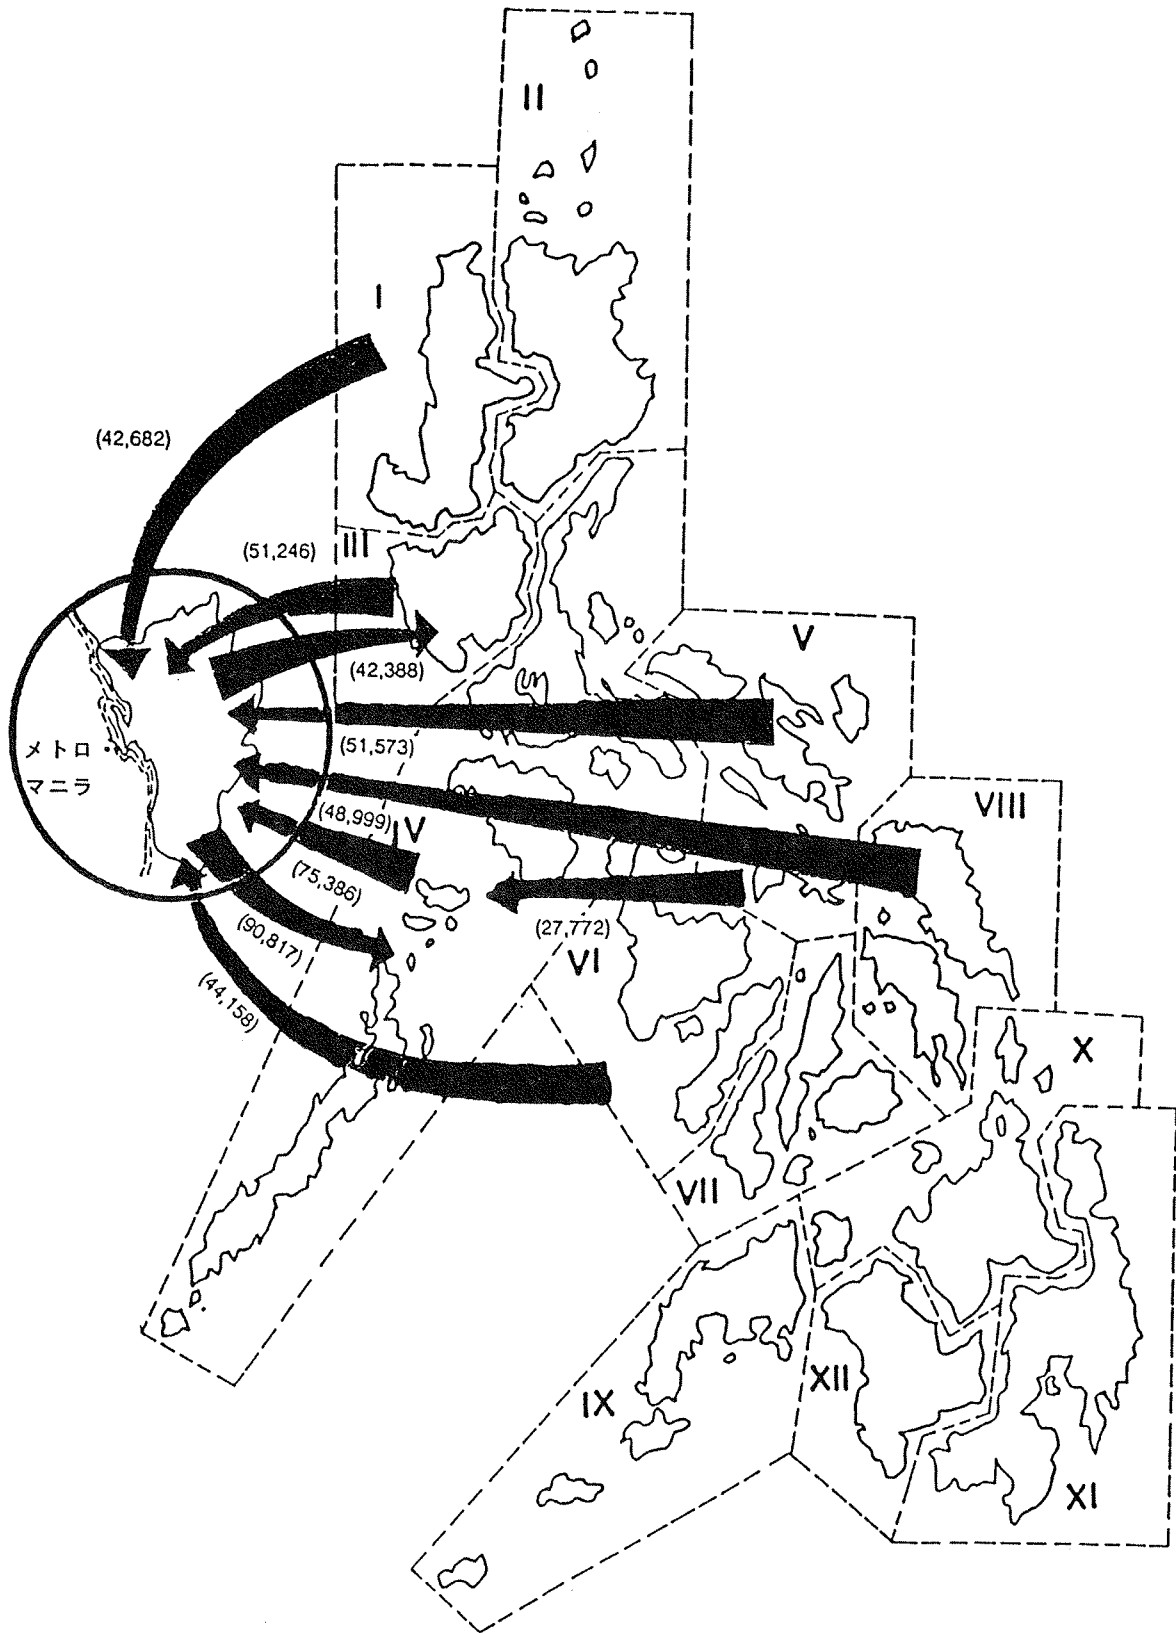 II
I
(42,682)
(51,246)
III
(42,388)
V
(51,573)
メトロ
マニラ
(48,999)
IV
VIII
(75,386)
(90,817)
(27,772)
VI
(44,158)
X
VII
IX
XII
XI